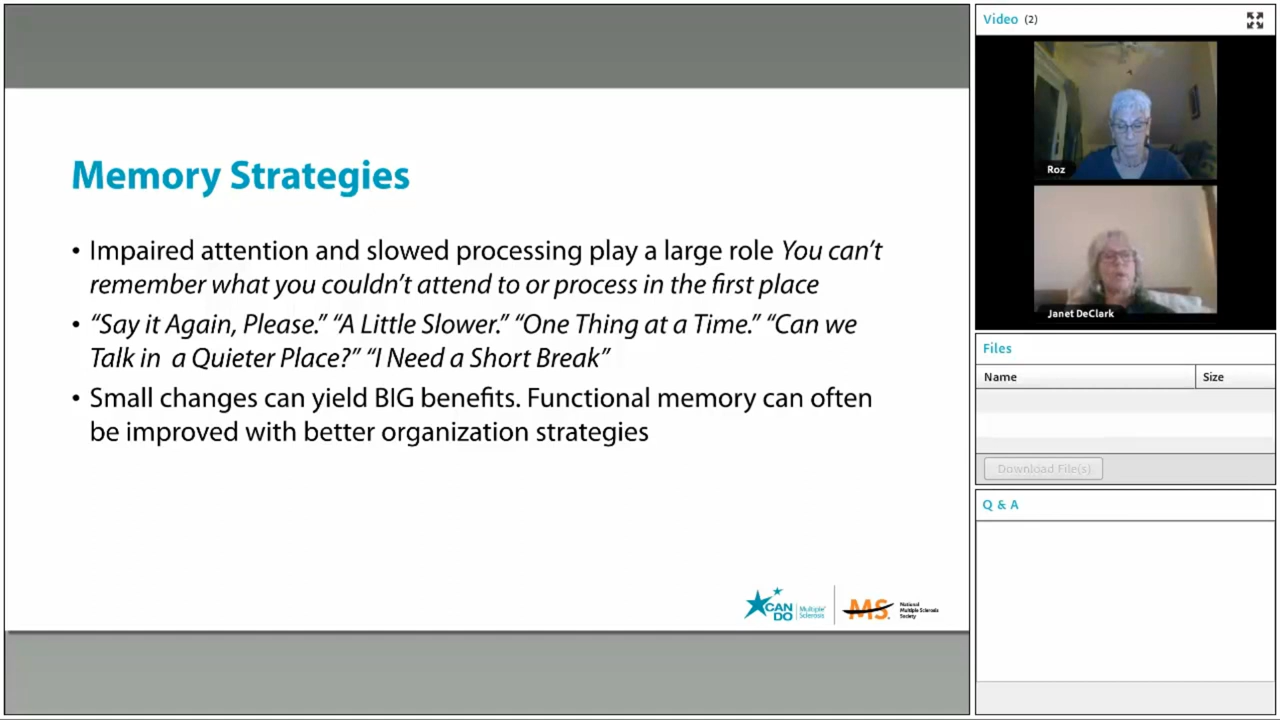 Memory Strategies
• Impaired attention and slowed processing play a large role You can’t
remember what you couldn’t attend to or process in the first place
• “Say it Again, Please.” “A Little Slower.” “One Thing at a Time.” “Can we
Talk in a Quieter Place?” “I Need a Short Break”
• Small changes can yield BIG benefits. Functional memory can often
be improved with better organization strategies
CAN
DO
Multiple
Sclerosis
MS
National
Multiple Sclerosis
Society
Video (2)
Roz
Janet DeClark
Files
Name Size
Download File(s)
Q & A